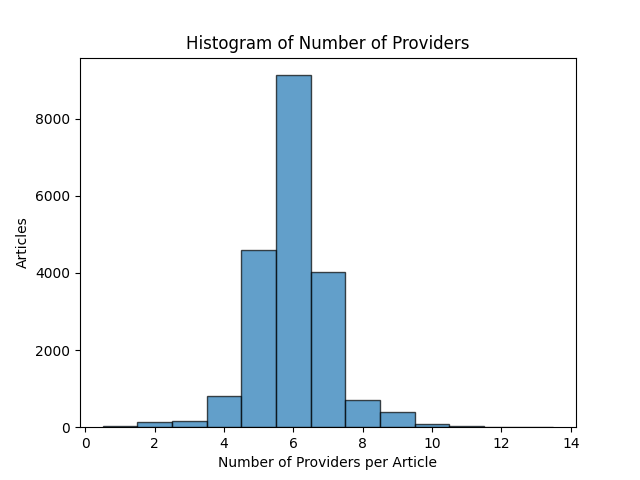 Histogram of Number of Providers
Articles
8000
6000
4000
2000
0
0 2 4 6 8 10 12 14
Number of Providers per Article